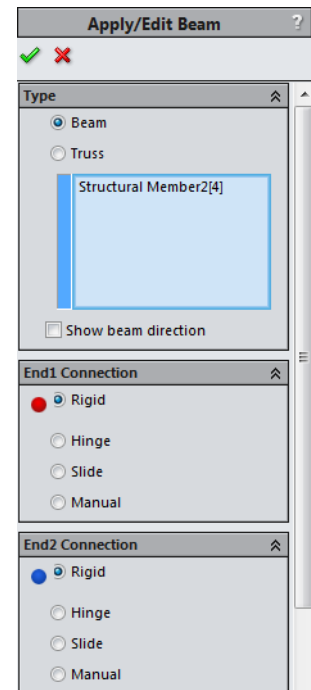 Apply/Edit Beam ?
Type
Beam
Truss
Structural Member2[4]
Show beam direction
End1 Connection
Rigid
Hinge
Slide
Manual
End2 Connection
Rigid
Hinge
Slide
Manual